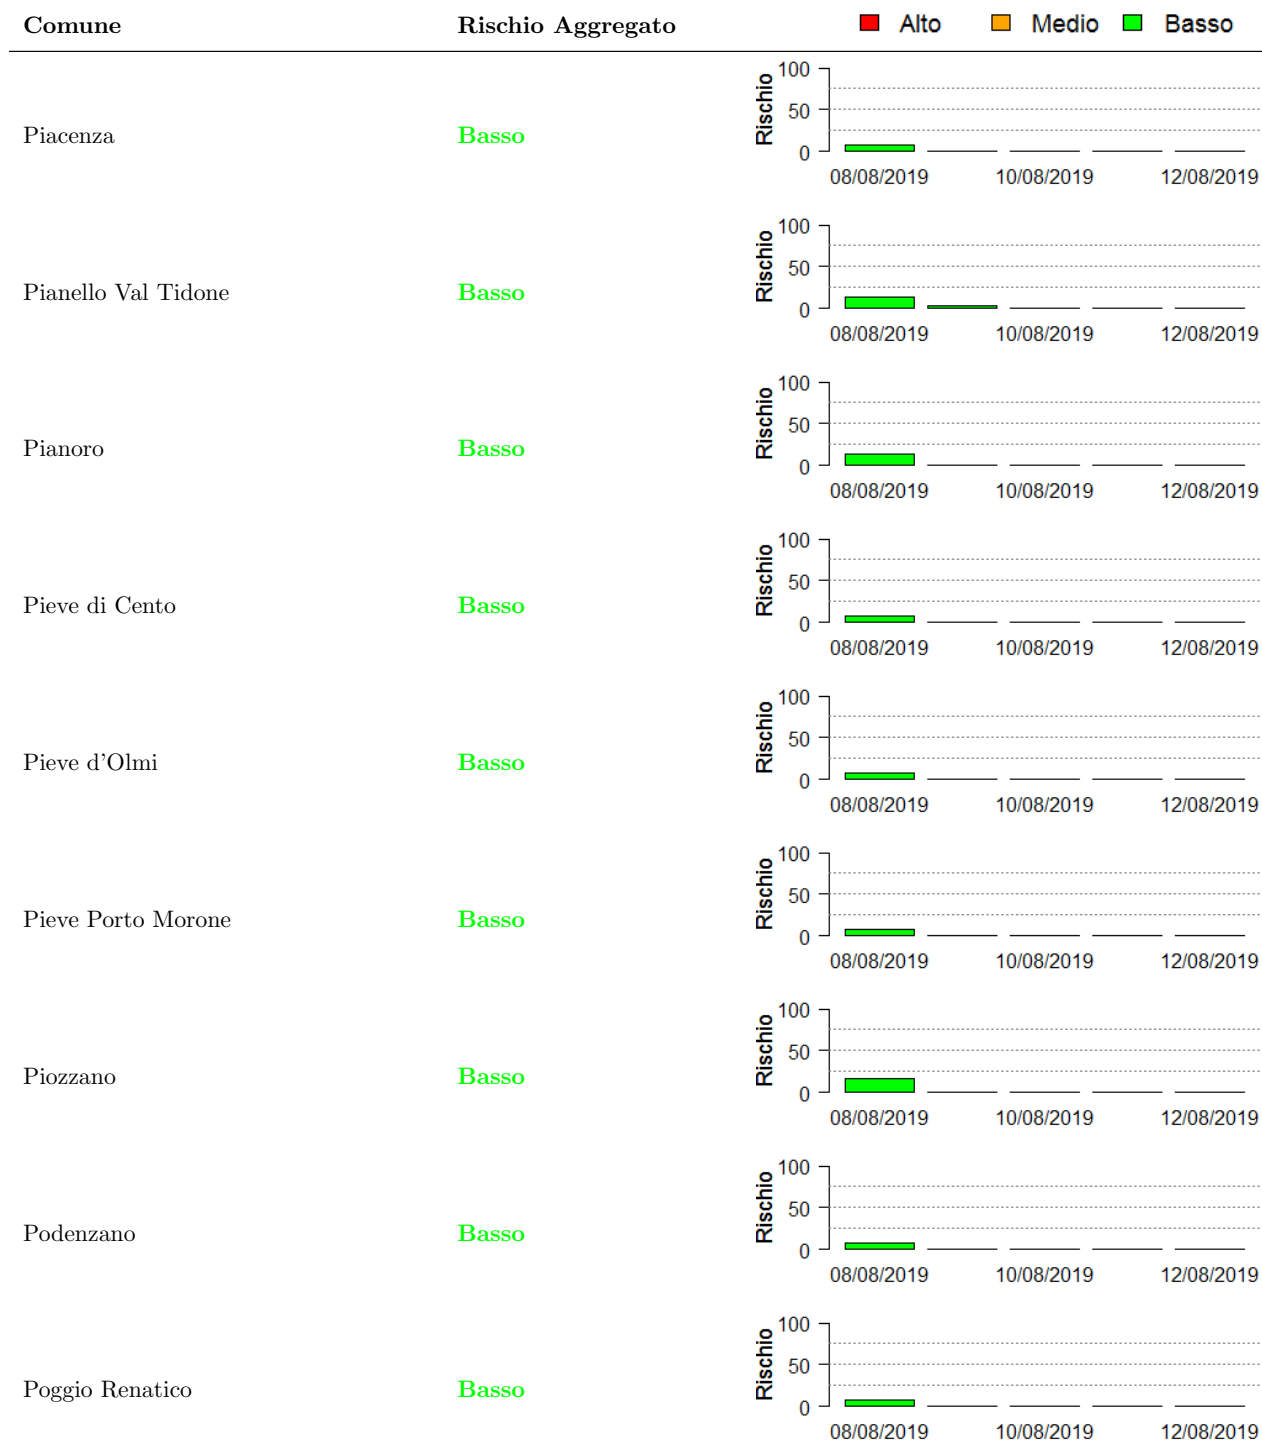 Comune Rischio Aggregato Alto Medio Basso
Piacenza Basso
Rischio
100
50
0
08/08/2019 10/08/2019 12/08/2019
Pianello Val Tidone Basso
Rischio
100
50
0
08/08/2019 10/08/2019 12/08/2019
Pianoro Basso
Rischio
100
50
0
08/08/2019 10/08/2019 12/08/2019
Pieve di Cento Basso
Rischio
100
50
0
08/08/2019 10/08/2019 12/08/2019
Pieve d'Olmi Basso
Rischio
100
50
0
08/08/2019 10/08/2019 12/08/2019
Pieve Porto Morone Basso
Rischio
100
50
0
08/08/2019 10/08/2019 12/08/2019
Piozzano Basso
Rischio
100
50
0
08/08/2019 10/08/2019 12/08/2019
Podenzano Basso
Rischio
100
50
0
08/08/2019 10/08/2019 12/08/2019
Poggio Renatico Basso
Rischio
100
50
0
08/08/2019 10/08/2019 12/08/2019